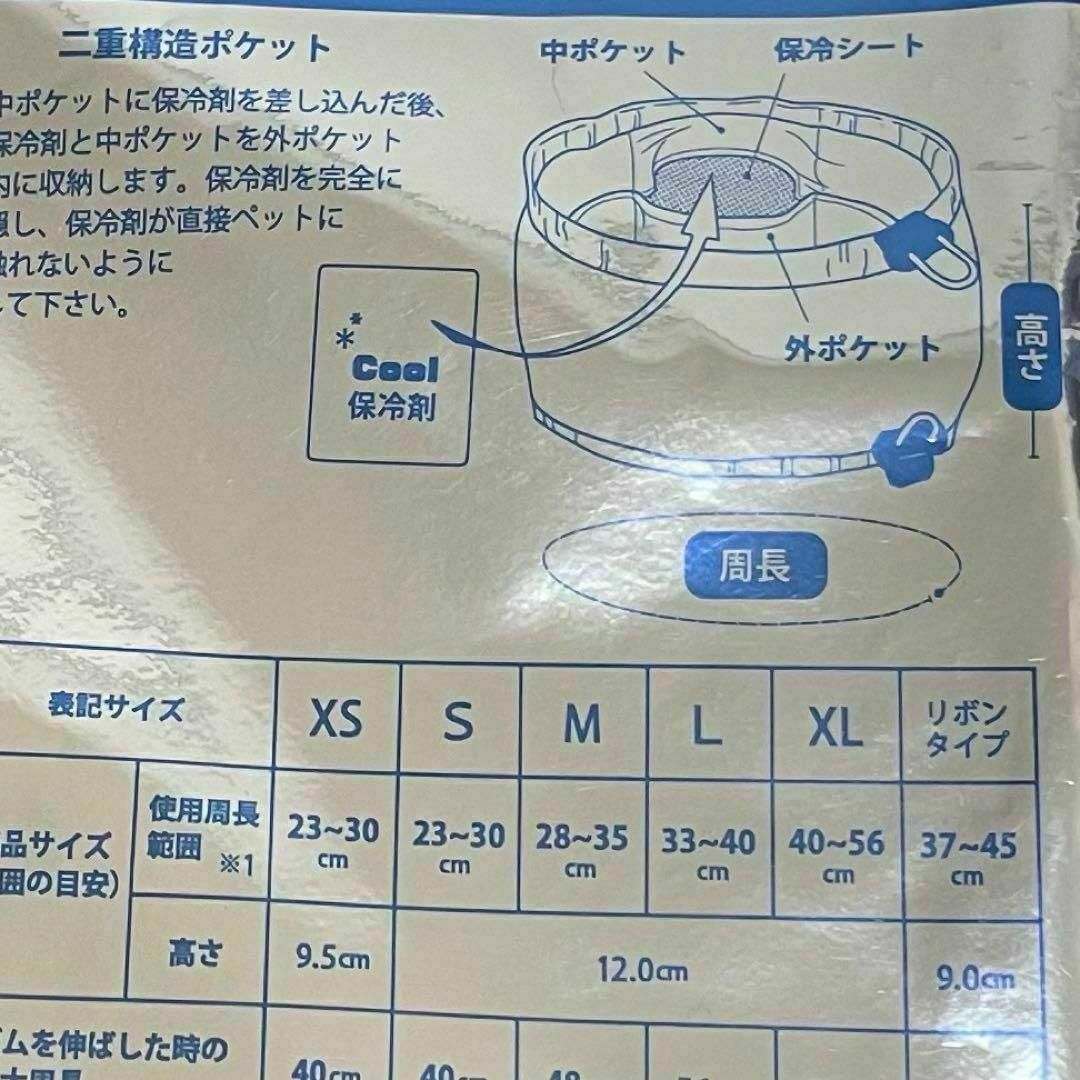 二重構造ポケット
中ポケットに保冷剤を差し込んだ後、
保冷剤と中ポケットを外ポケット
内に収納します。保冷剤を完全に
隠し、保冷剤が直接ペットに
触れないように
して下さい。
中ポケット
保冷シート
Cool
保冷剤
外ポケット
高さ
周長
表記サイズ XS S M L XL リボン
タイプ
品サイズ
囲の目安)
使用周長
範囲 ※1
23~30
cm
23~30
cm
28~35
cm
33~40
cm
40~56
cm
37~45
cm
高さ 9.5cm 12.0cm 9.0cm
ムを伸ばした時の
40cm 40cm